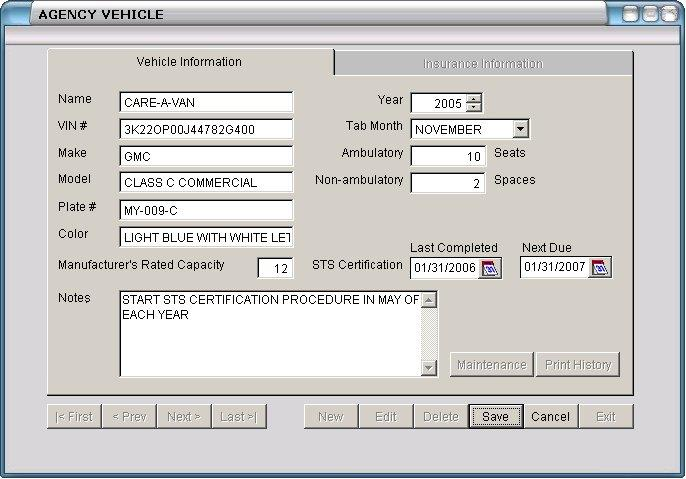 AGENCY VEHICLE
Vehicle Information
Insurance Information
Name CARE-A-VAN
Year 2005
VIN # 3K22OP00J44782G400
Tab Month NOVEMBER
Make GMC
Ambulatory 10 Seats
Model CLASS C COMMERCIAL
Non-ambulatory 2 Spaces
Plate # MY-009-C
Color LIGHT BLUE WITH WHITE LET
Last Completed Next Due
Manufacturer's Rated Capacity 12
STS Certification 01/31/2006 01/31/2007
Notes START STS CERTIFICATION PROCEDURE IN MAY OF
EACH YEAR
Maintenance Print History
|< First < Prev Next > Last >| New Edit Delete Save Cancel Exit